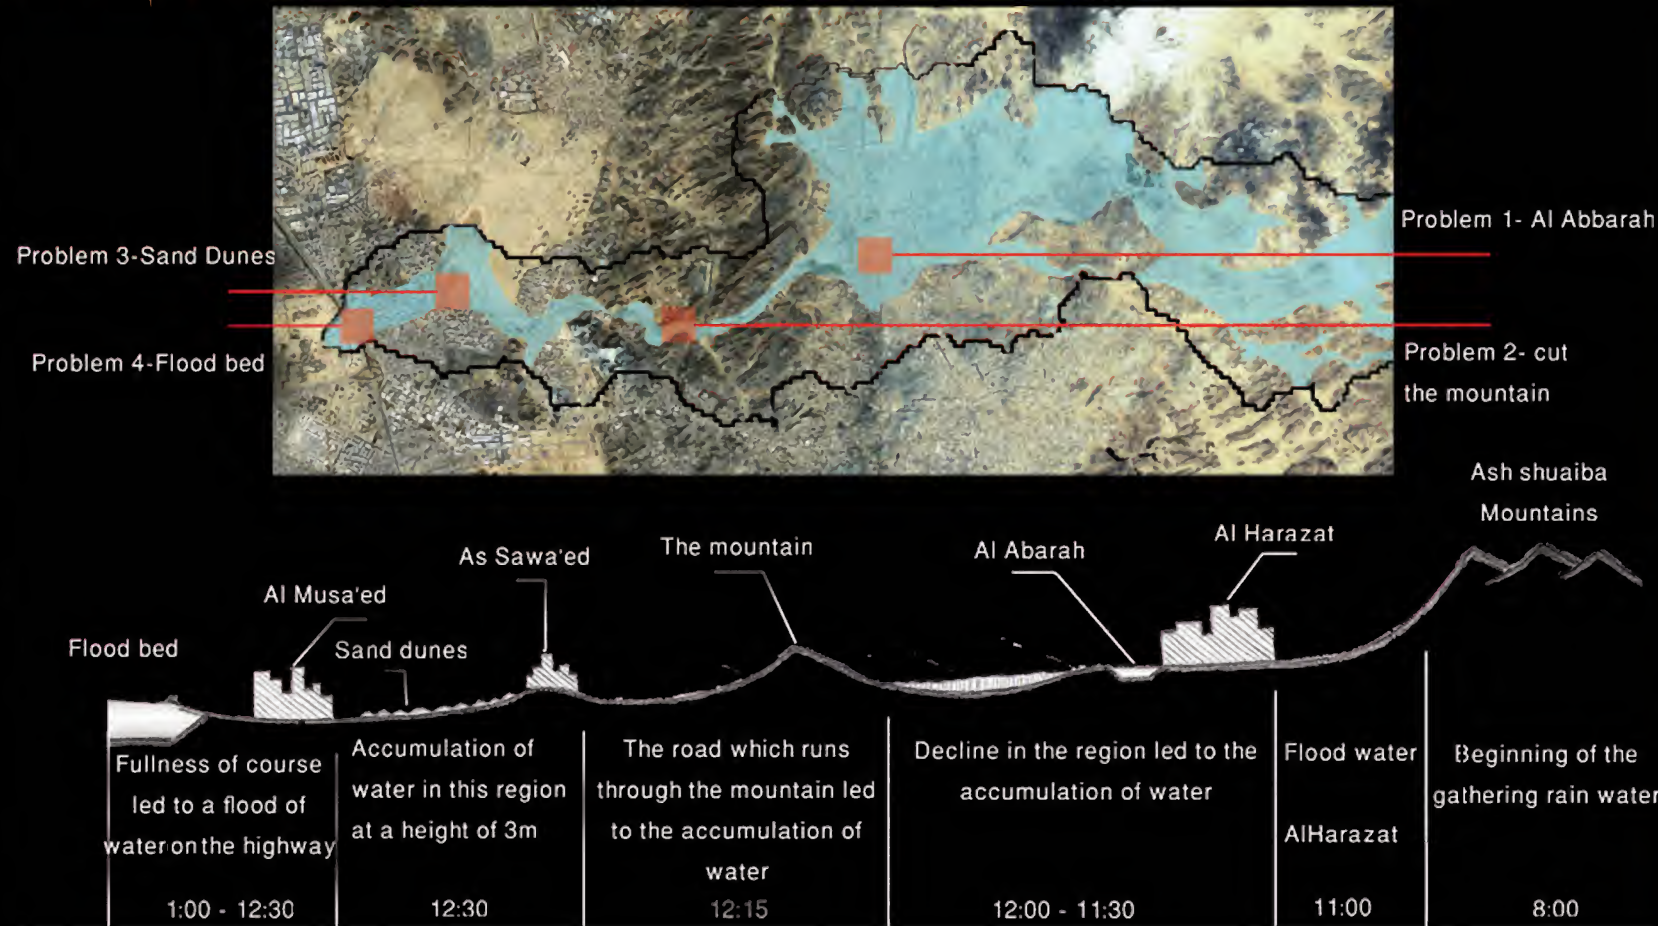 Problem 1- Al Abbarah
Problem 3-Sand Dunes
Problem 2- cut
the mountain
Problem 4-Flood bed
Ash shuaiba
Mountains
Al Harazat
Al Abarah
The mountain
As Sawa'ed
Al Musa'ed
Sand dunes
Flood bed
Fullness of course
led to a flood of
water on the highway
1:00 - 12:30
Accumulation of
water in this region
at a height of 3m
12:30
The road which runs
through the mountain led
to the accumulation of
water
12:15
Decline in the region led to the
accumulation of water
12:00 - 11:30
Flood water
AlHarazat
11:00
Beginning of the
gathering rain water
8:00